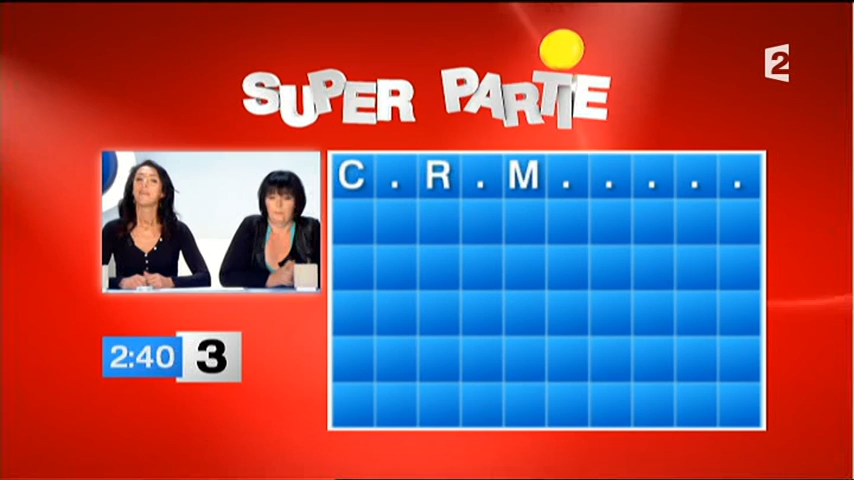 2
SUPER PARTIE
C . R . M . . . . .
2:40 3